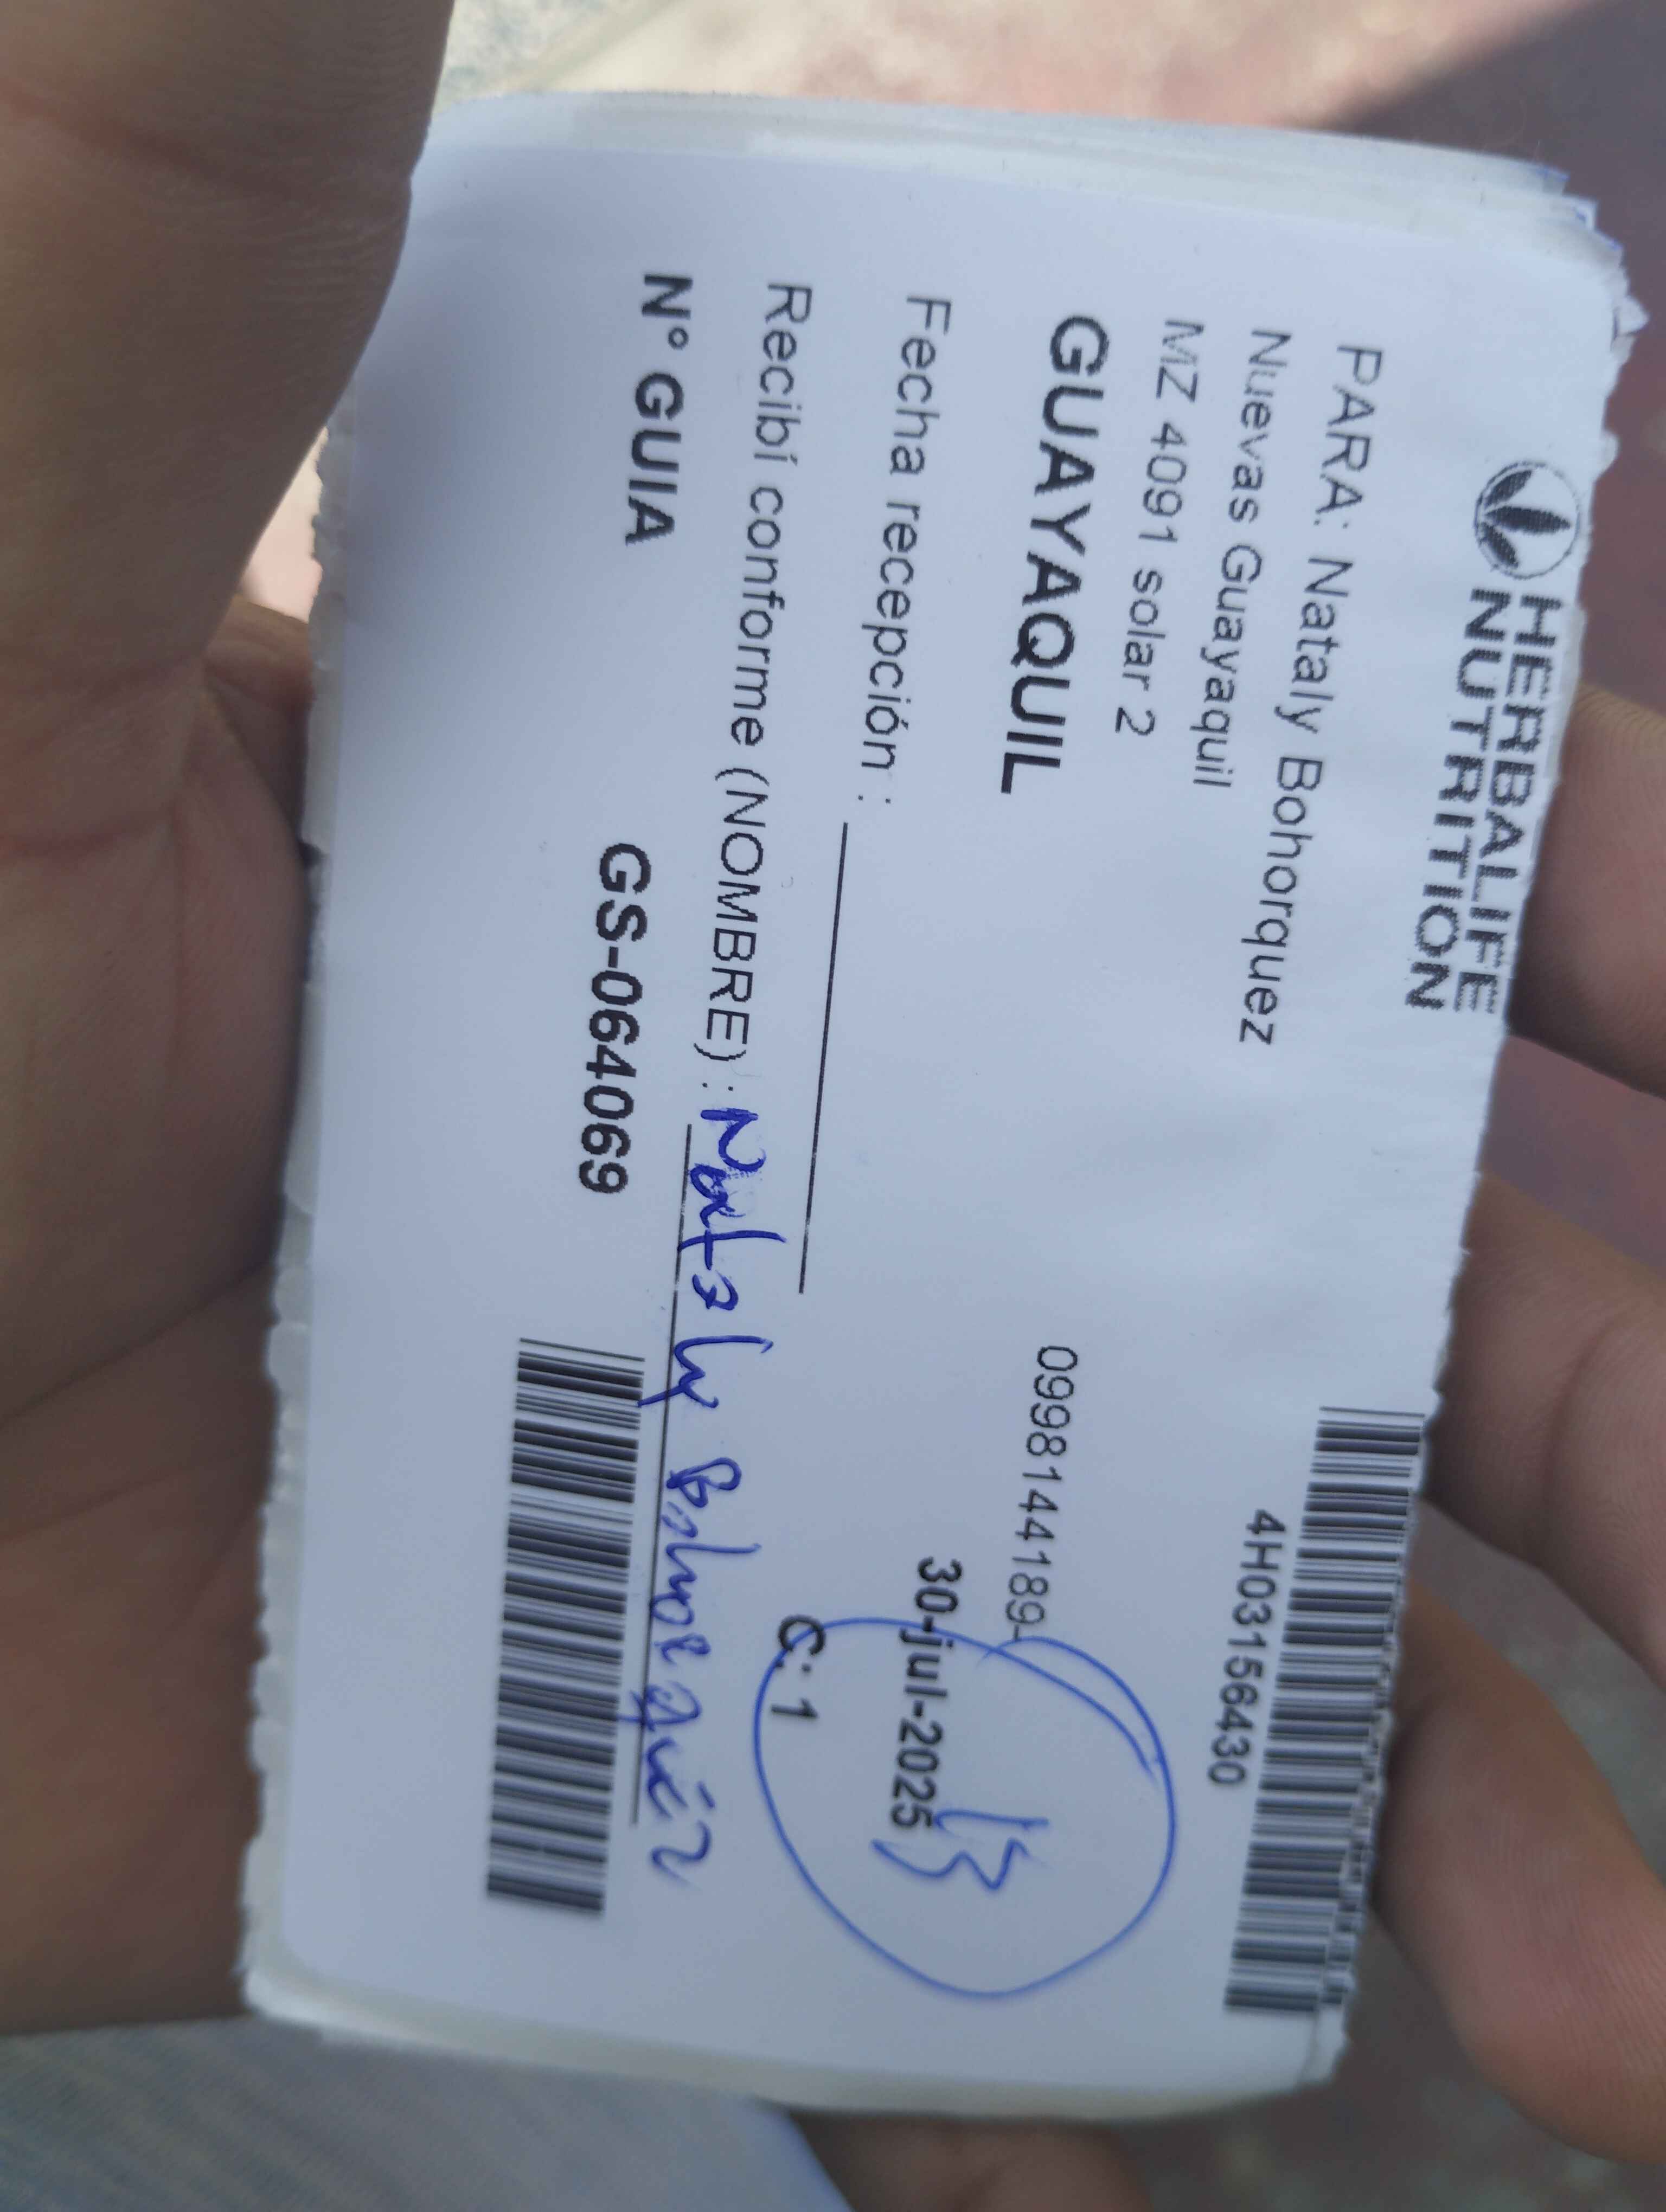 HERBALIFE
NUTRITION
4H03156430
PARA: Nataly Bohorquez
Nuevas Guayaquil
MZ 4091 solar 2
GUAYAQUIL
0998144189-
30-jul-2025
13
Fecha recepción :
C: 1
Recibí conforme (NOMBRE) : Nataly Bohorquez
N° GUIA GS-064069